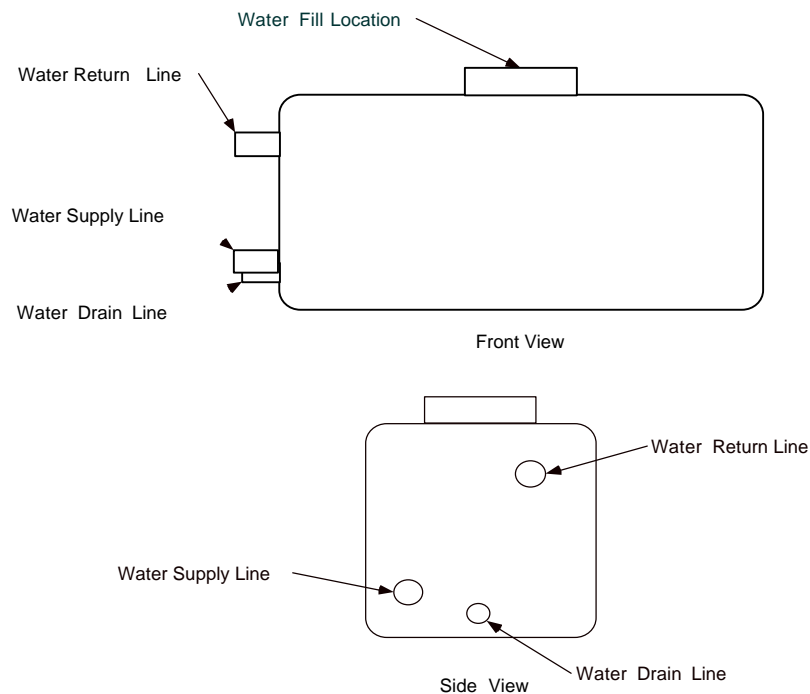 Water Fill Location
Water Return Line
Water Supply Line
Water Drain Line
Front View
Water Return Line
Water Supply Line
Water Drain Line
Side View